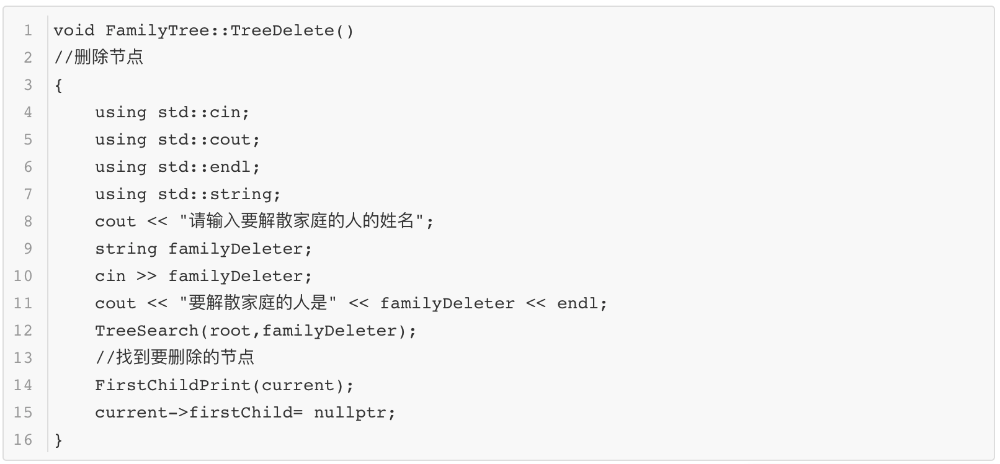 1 void FamilyTree::TreeDelete()
2 //删除节点
3 {
4     using std::cin;
5     using std::cout;
6     using std::endl;
7     using std::string;
8     cout << "请输入要解散家庭的人的姓名";
9     string familyDeleter;
10     cin >> familyDeleter;
11     cout << "要解散家庭的人是" << familyDeleter << endl;
12     TreeSearch(root,familyDeleter);
13     //找到要删除的节点
14     FirstChildPrint(current);
15     current->firstChild= nullptr;
16 }